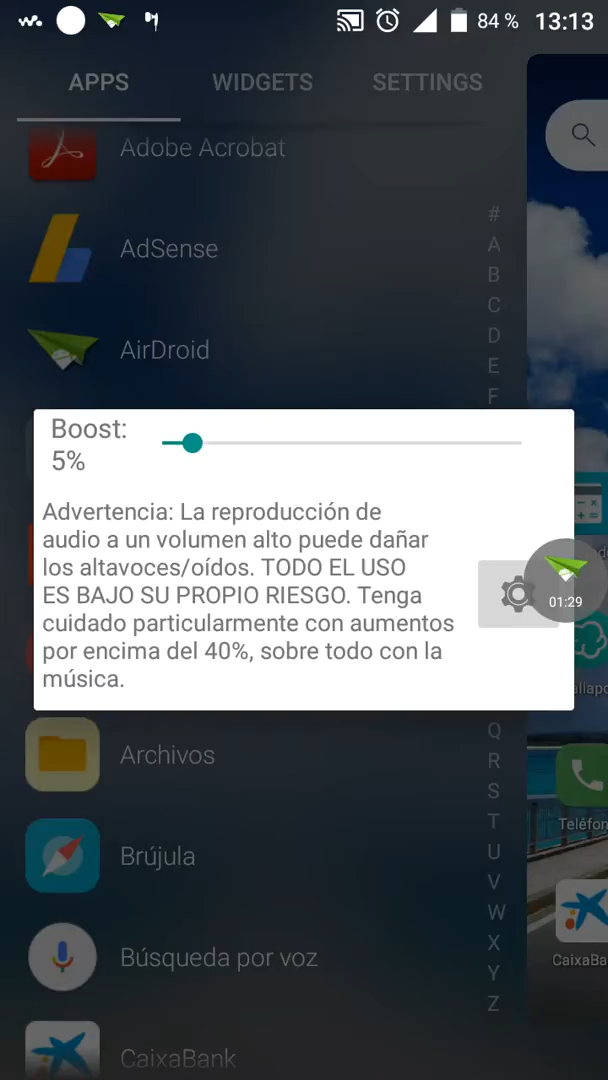 84 % 13:13
APPS WIDGETS SETTINGS
Adobe Acrobat
#
AdSense
A
B
C
D
AirDroid
E
F
Boost:
5%
Advertencia: La reproducción de
audio a un volumen alto puede dañar
los altavoces/oídos. TODO EL USO
ES BAJO SU PROPIO RIESGO. Tenga
cuidado particularmente con aumentos
por encima del 40%, sobre todo con la
música.
01:29
allapo
Q
Archivos
R
S
T
Teléfon
U
Brújula
V
W
X
Búsqueda por voz
CaixaBa
Y
Z
CaixaBank